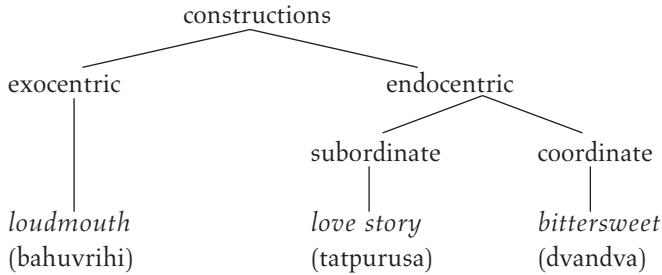 constructions
exocentric endocentric
subordinate coordinate
loudmouth love story bittersweet
(bahuvrihi) (tatpurusa) (dvandva)